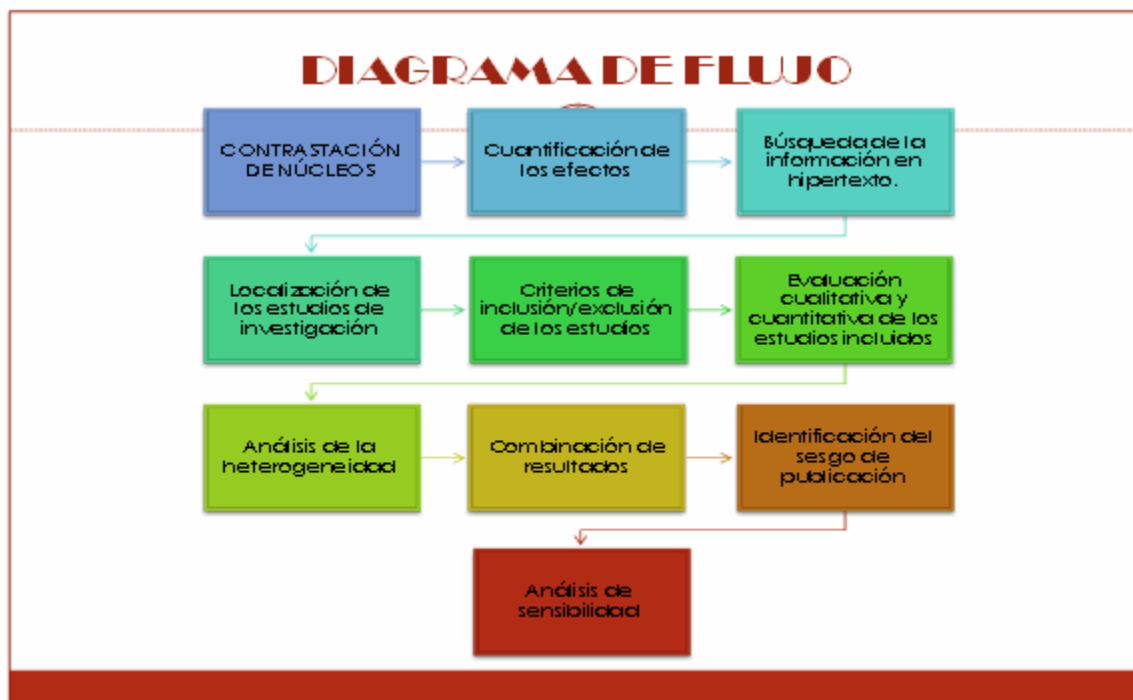 DIAGRAMA DE FLUJO
CONTRASTACIÓN
DE NÚCLEOS
Cuantificación de
los efectos
Búsqueda de la
información en
hipertexto.
Localización de
los estudios de
investigación
Criterios de
inclusión/exclusión
de los estudios
Evaluación
cualitativa y
cuantitativa de los
estudios incluidos
Análisis de la
heterogeneidad
Combinación de
resultados
Identificación del
sesgo de
publicación
Análisis de
sensibilidad